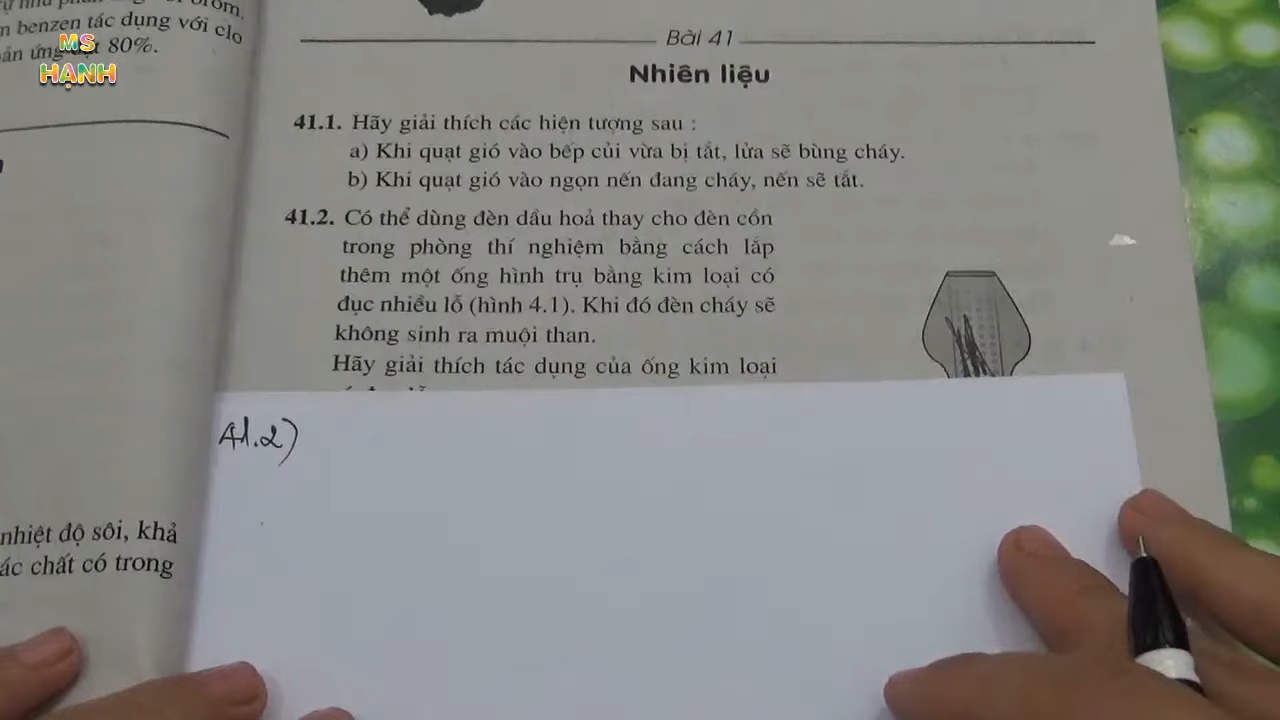 benzen tác dụng với clo
80%.
MS
HẠNH
Bài 41
Nhiên liệu
41.1. Hãy giải thích các hiện tượng sau :
a) Khi quạt gió vào bếp củi vừa bị tắt, lửa sẽ bùng cháy.
b) Khi quạt gió vào ngọn nến đang cháy, nến sẽ tắt.
41.2. Có thể dùng đèn dầu hoả thay cho đèn cồn
trong phòng thí nghiệm bằng cách lắp
thêm một ống hình trụ bằng kim loại có
đục nhiều lỗ (hình 4.1). Khi đó đèn cháy sẽ
không sinh ra muội than.
Hãy giải thích tác dụng của ống kim loại
41.2)
nhiệt độ sôi, khả
ác chất có trong